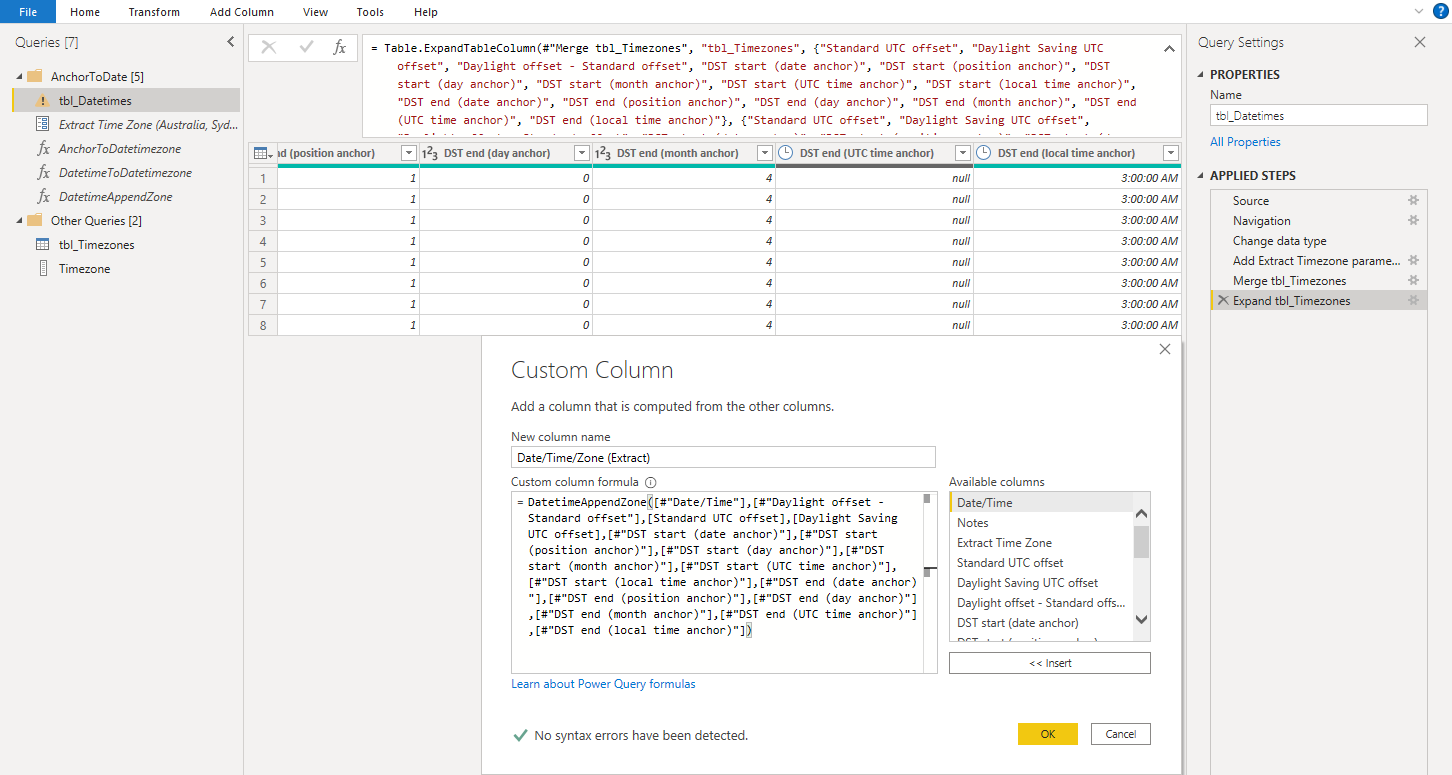 File Home Transform Add Column View Tools Help ?
Queries [7]
AnchorToDate [5]
tbl_Datetimes
Extract Time Zone (Australia, Syd...
fx AnchorToDatetimezone
fx DatetimeToDatetimezone
fx DatetimeAppendZone
Other Queries [2]
tbl_Timezones
Timezone
fx
= Table.ExpandTableColumn(#"Merge tbl_Timezones", "tbl_Timezones", {"Standard UTC offset", "Daylight Saving UTC
offset", "Daylight offset - Standard offset", "DST start (date anchor)", "DST start (position anchor)", "DST
start (day anchor)", "DST start (month anchor)", "DST start (UTC time anchor)", "DST start (local time anchor)",
"DST end (date anchor)", "DST end (position anchor)", "DST end (day anchor)", "DST end (month anchor)", "DST end
(UTC time anchor)", "DST end (local time anchor)"}, {"Standard UTC offset", "Daylight Saving UTC offset",
nd (position anchor) 123 DST end (day anchor) 123 DST end (month anchor) DST end (UTC time anchor) DST end (local time anchor)
1 1 0 4 null 3:00:00 AM
2 1 0 4 null 3:00:00 AM
3 1 0 4 null 3:00:00 AM
4 1 0 4 null 3:00:00 AM
5 1 0 4 null 3:00:00 AM
6 1 0 4 null 3:00:00 AM
7 1 0 4 null 3:00:00 AM
8 1 0 4 null 3:00:00 AM
Custom Column
Add a column that is computed from the other columns.
New column name
Date/Time/Zone (Extract)
Custom column formula
= DatetimeAppendZone([#"Date/Time"],[#"Daylight offset -
Standard offset"],[Standard UTC offset],[Daylight Saving
UTC offset],[#"DST start (date anchor)"],[#"DST start
(position anchor)"],[#"DST start (day anchor)"],[#"DST
start (month anchor)"],[#"DST start (UTC time anchor)"],
[#"DST start (local time anchor)"],[#"DST end (date anchor)
"],[#"DST end (position anchor)"],[#"DST end (day anchor)"]
,[#"DST end (month anchor)"],[#"DST end (UTC time anchor)"]
,[#"DST end (local time anchor)"])
Available columns
Date/Time
Notes
Extract Time Zone
Standard UTC offset
Daylight Saving UTC offset
Daylight offset - Standard offs...
DST start (date anchor)
<< Insert
Learn about Power Query formulas
No syntax errors have been detected.
OK
Cancel
Query Settings
PROPERTIES
Name
tbl_Datetimes
All Properties
APPLIED STEPS
Source
Navigation
Change data type
Add Extract Timezone parame...
Merge tbl_Timezones
Expand tbl_Timezones